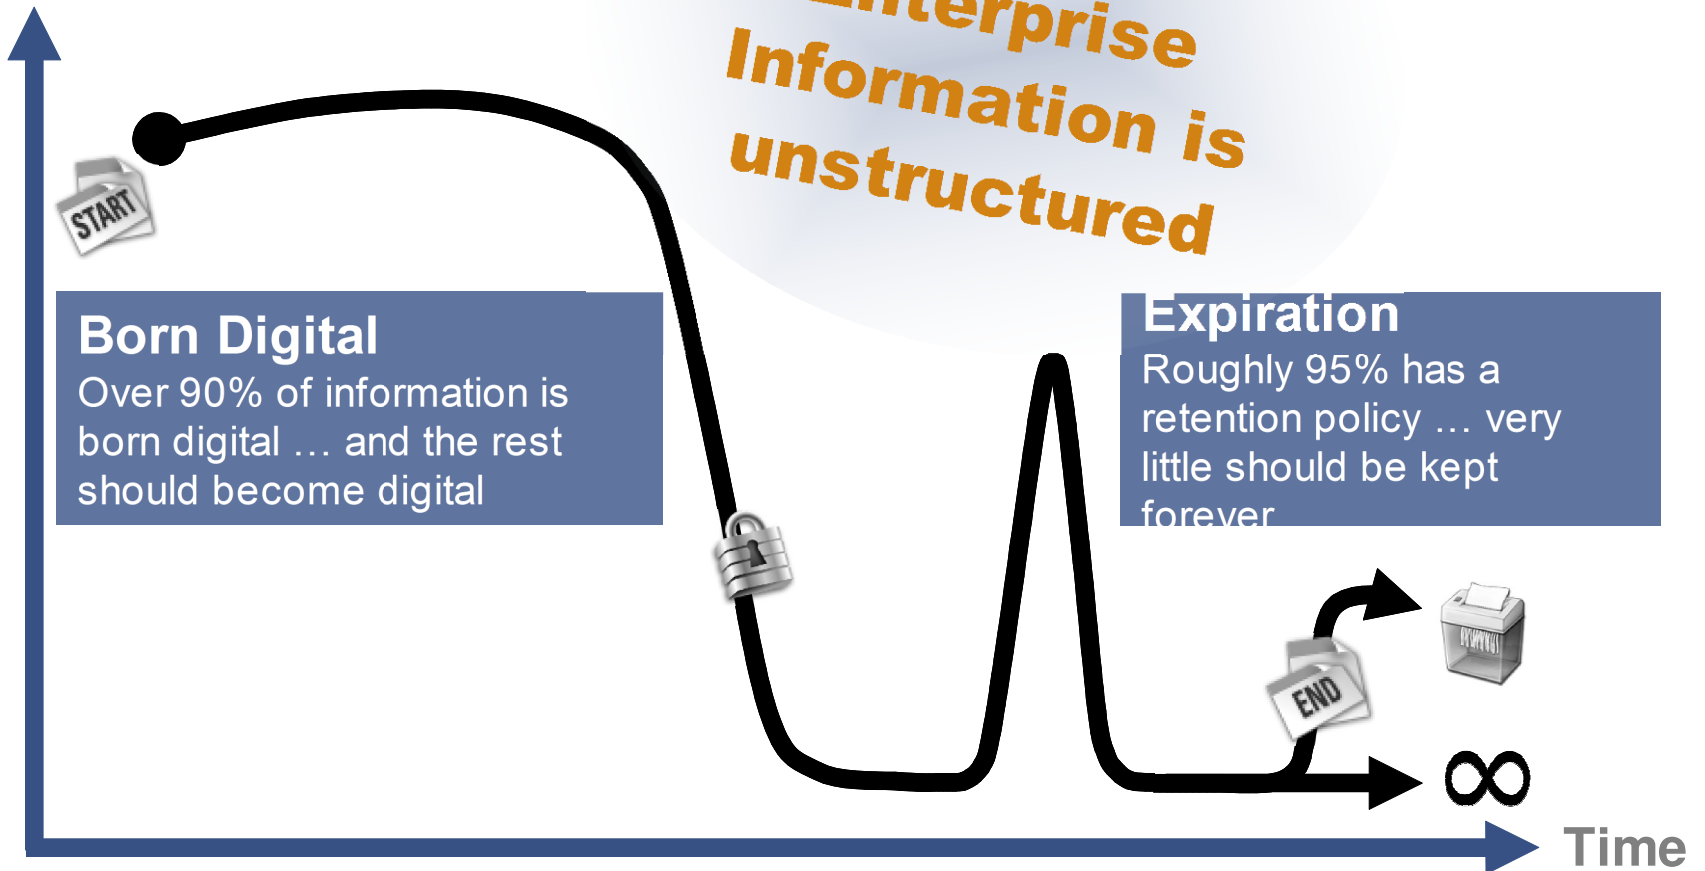 Enterprise
Information is
unstructured
START
Born Digital
Over 90% of information is
born digital … and the rest
should become digital
Expiration
Roughly 95% has a
retention policy … very
little should be kept
forever
END
∞
Time